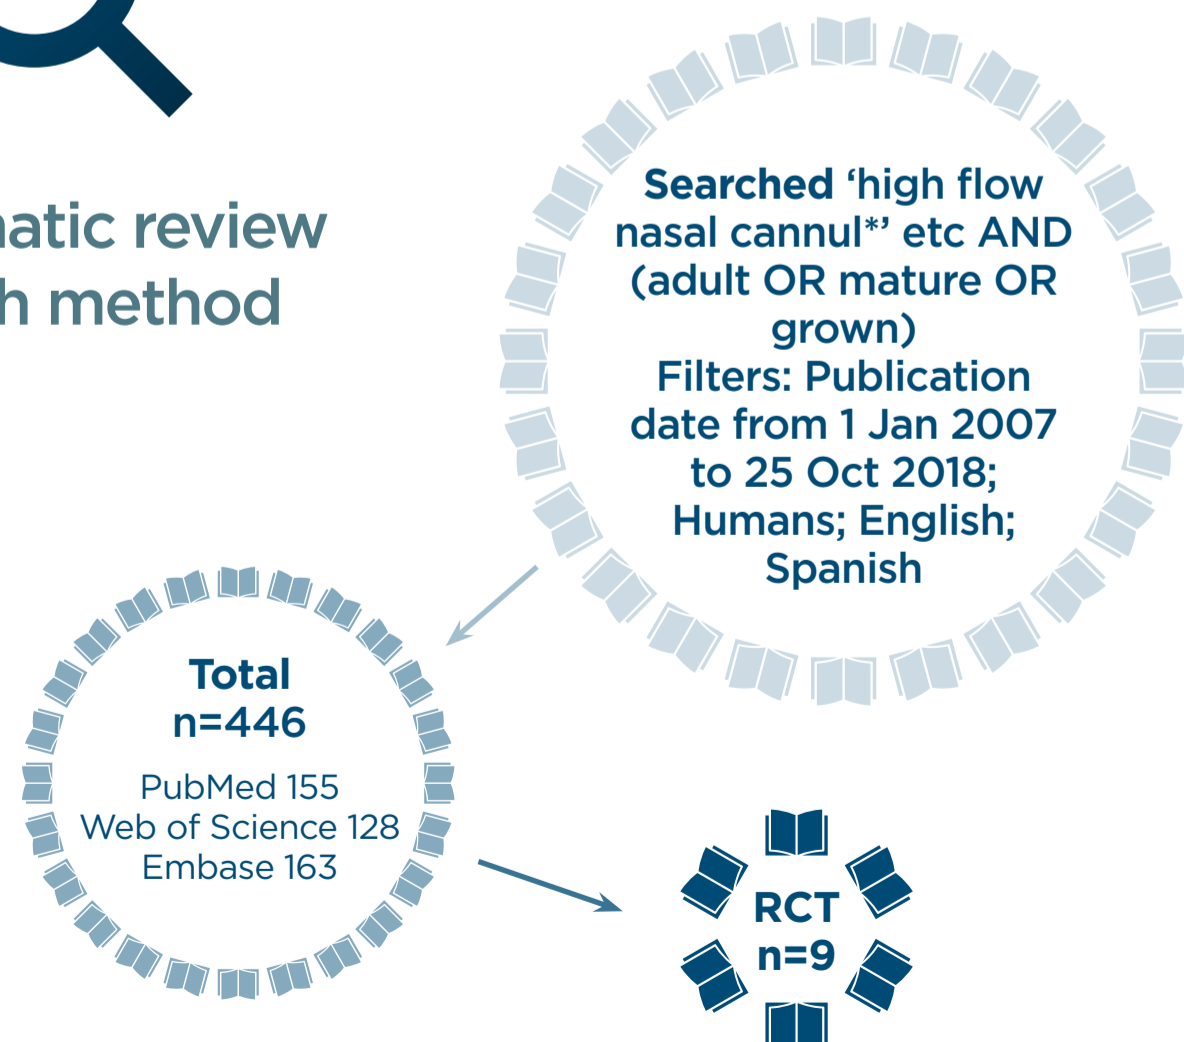 matic review
h method
Searched ‘high flow
nasal cannul*’ etc AND
(adult OR mature OR
grown)
Filters: Publication
date from 1 Jan 2007
to 25 Oct 2018;
Humans; English;
Spanish
Total
n=446
PubMed 155
Web of Science 128
Embase 163
RCT
n=9